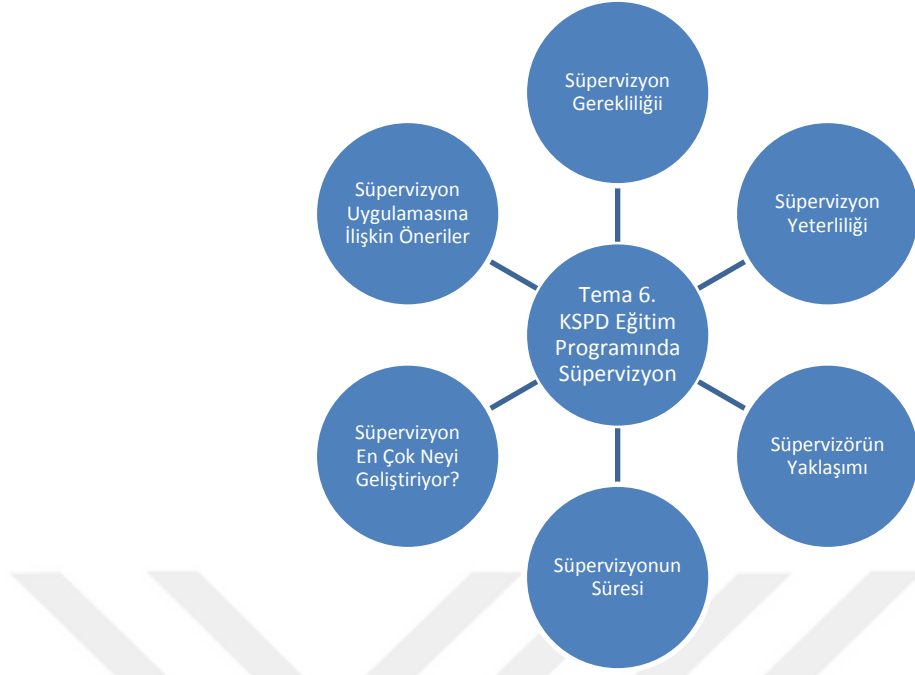 Süpervizyon
Gerekliliğii
Süpervizyon
Uygulamasına
İlişkin Öneriler
Süpervizyon
Yeterliliği
Tema 6.
KSPD Eğitim
Programında
Süpervizyon
Süpervizyon
En Çok Neyi
Geliştiriyor?
Süpervizörün
Yaklaşımı
Süpervizyonun
Süresi